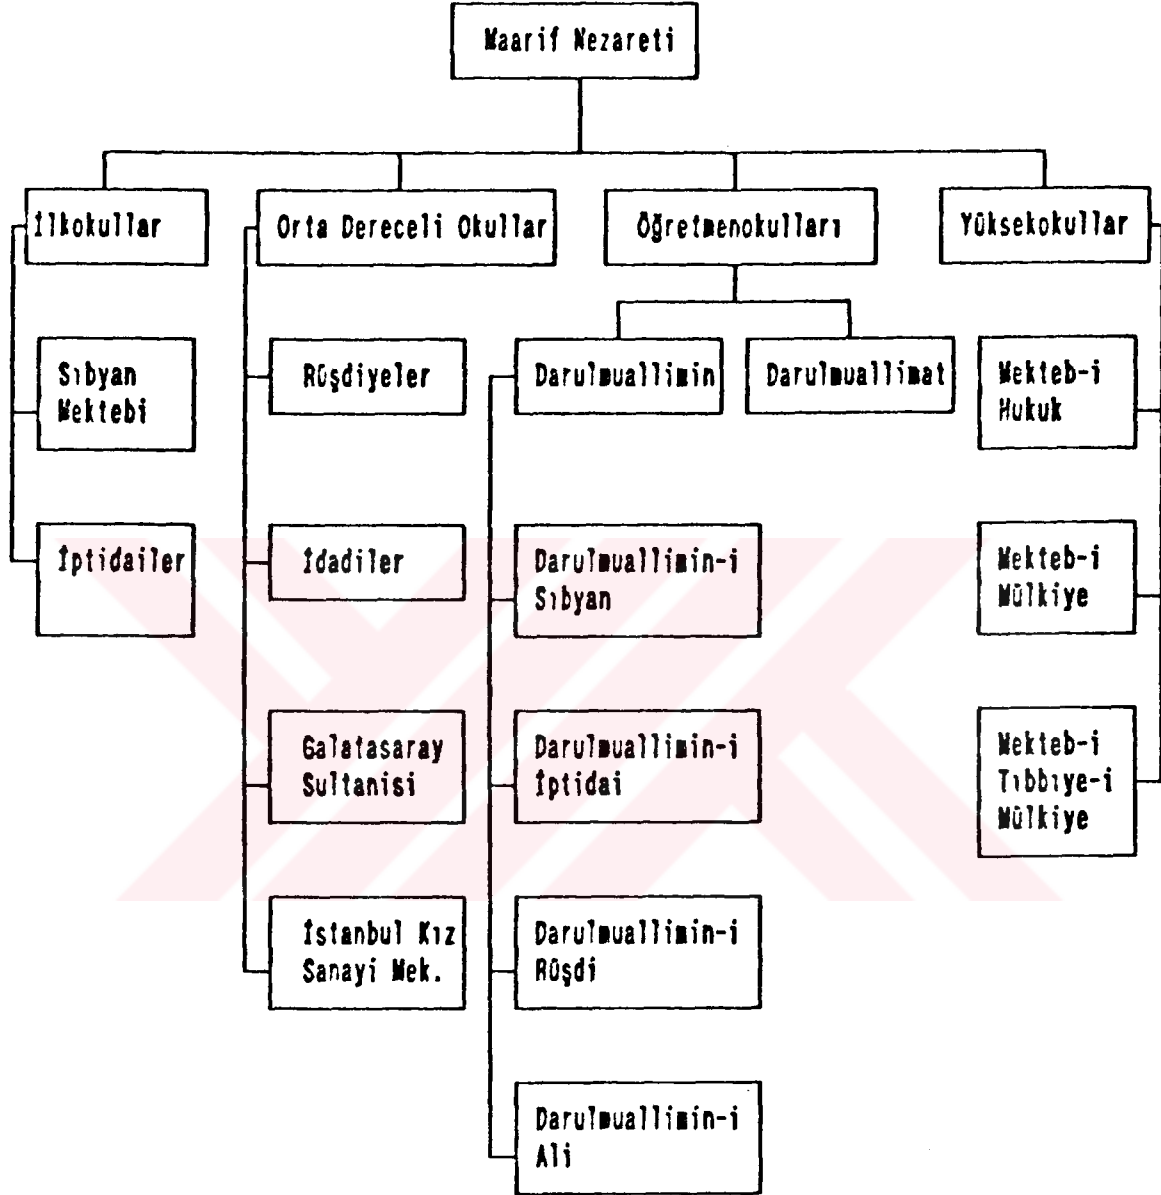 Maarif Nezareti
İlkokullar
Orta Dereceli Okullar
Öğretmenokulları
Yüksekokullar
Sıbyan
Mektebi
İptidailer
Rüşdiyeler
İdadiler
Galatasaray
Sultanisi
İstanbul Kız
Sanayi Mek.
Darulmuallimin
Darulmuallimat
Darulmuallimin-i
Sıbyan
Darulmuallimin-i
İptidai
Darulmuallimin-i
Rüşdi
Darulmuallimin-i
Ali
Mekteb-i
Hukuk
Mekteb-i
Mülkiye
Mekteb-i
Tıbbıye-i
Mülkiye